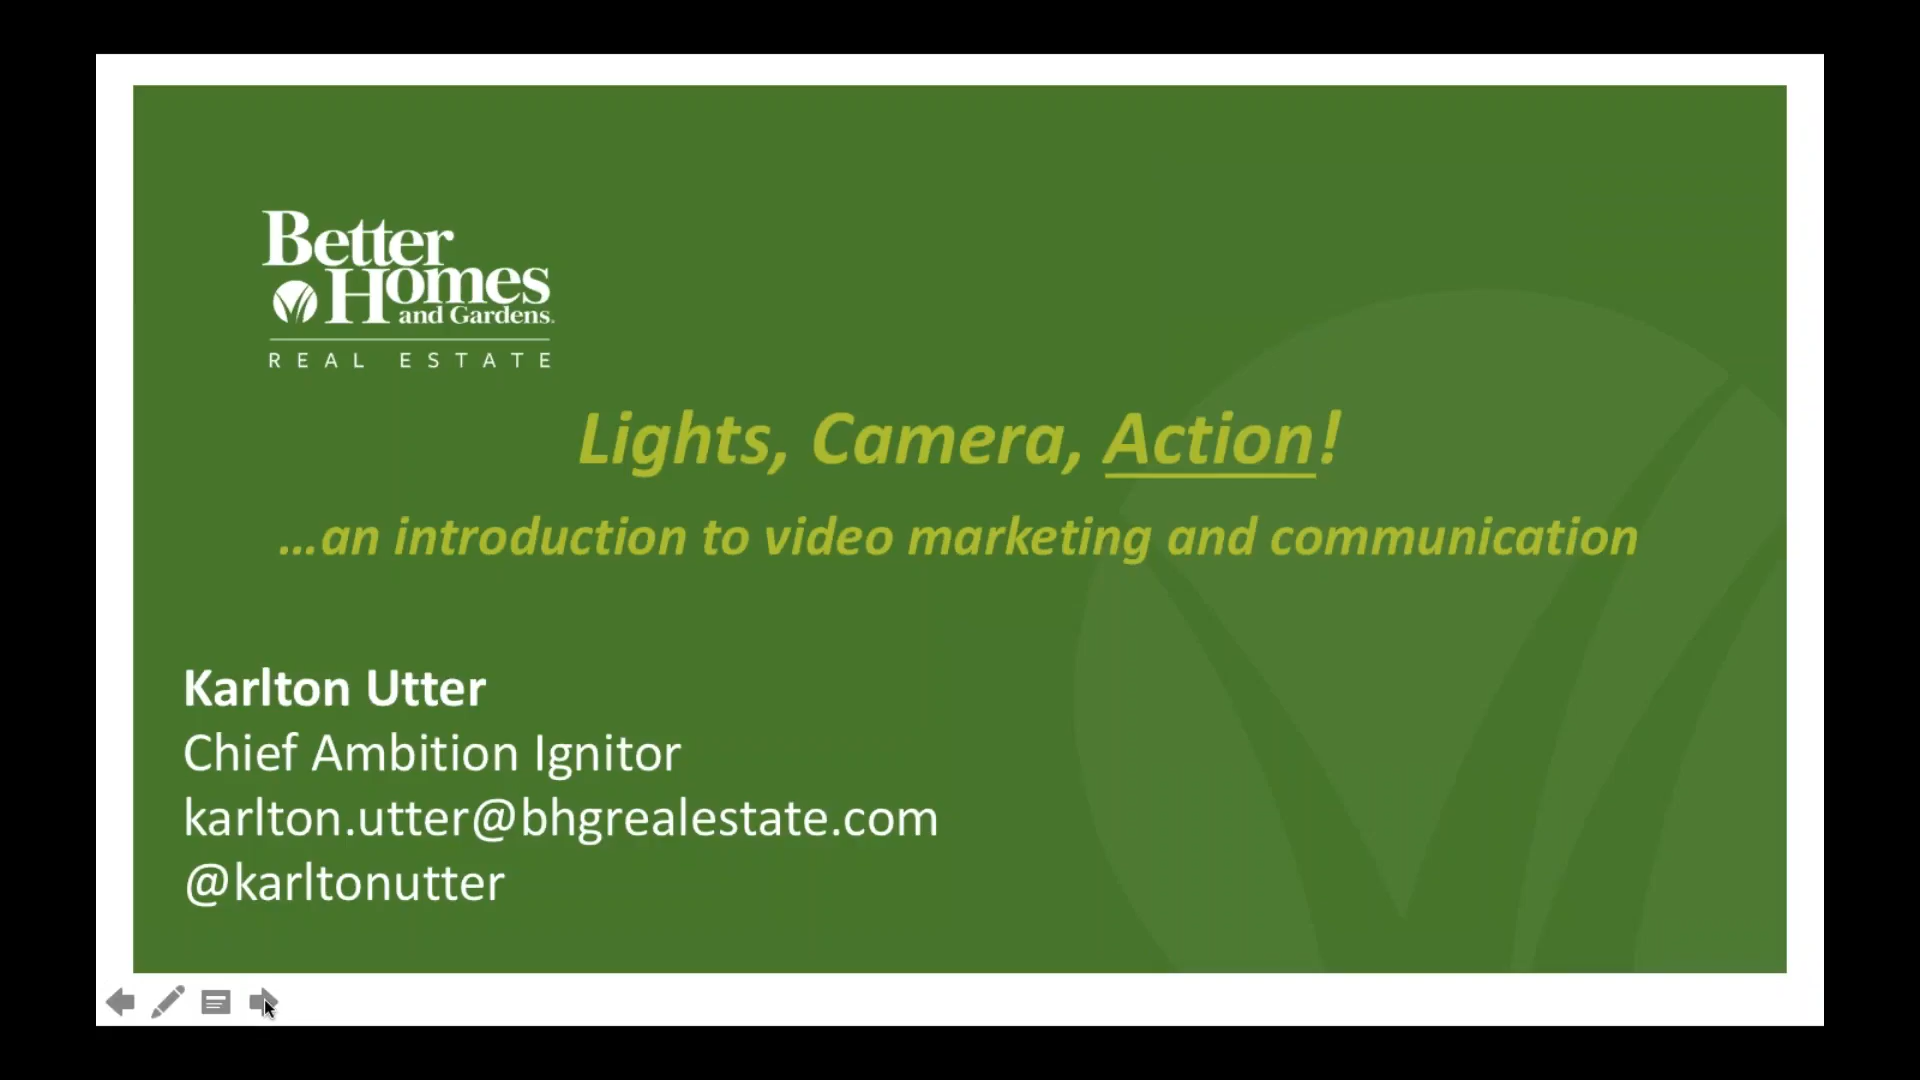 Better
Homes
and Gardens.
REAL ESTATE
Lights, Camera, Action!
...an introduction to video marketing and communication
Karlton Utter
Chief Ambition Ignitor
karlton.utter@bhgrealestate.com
@karltonutter